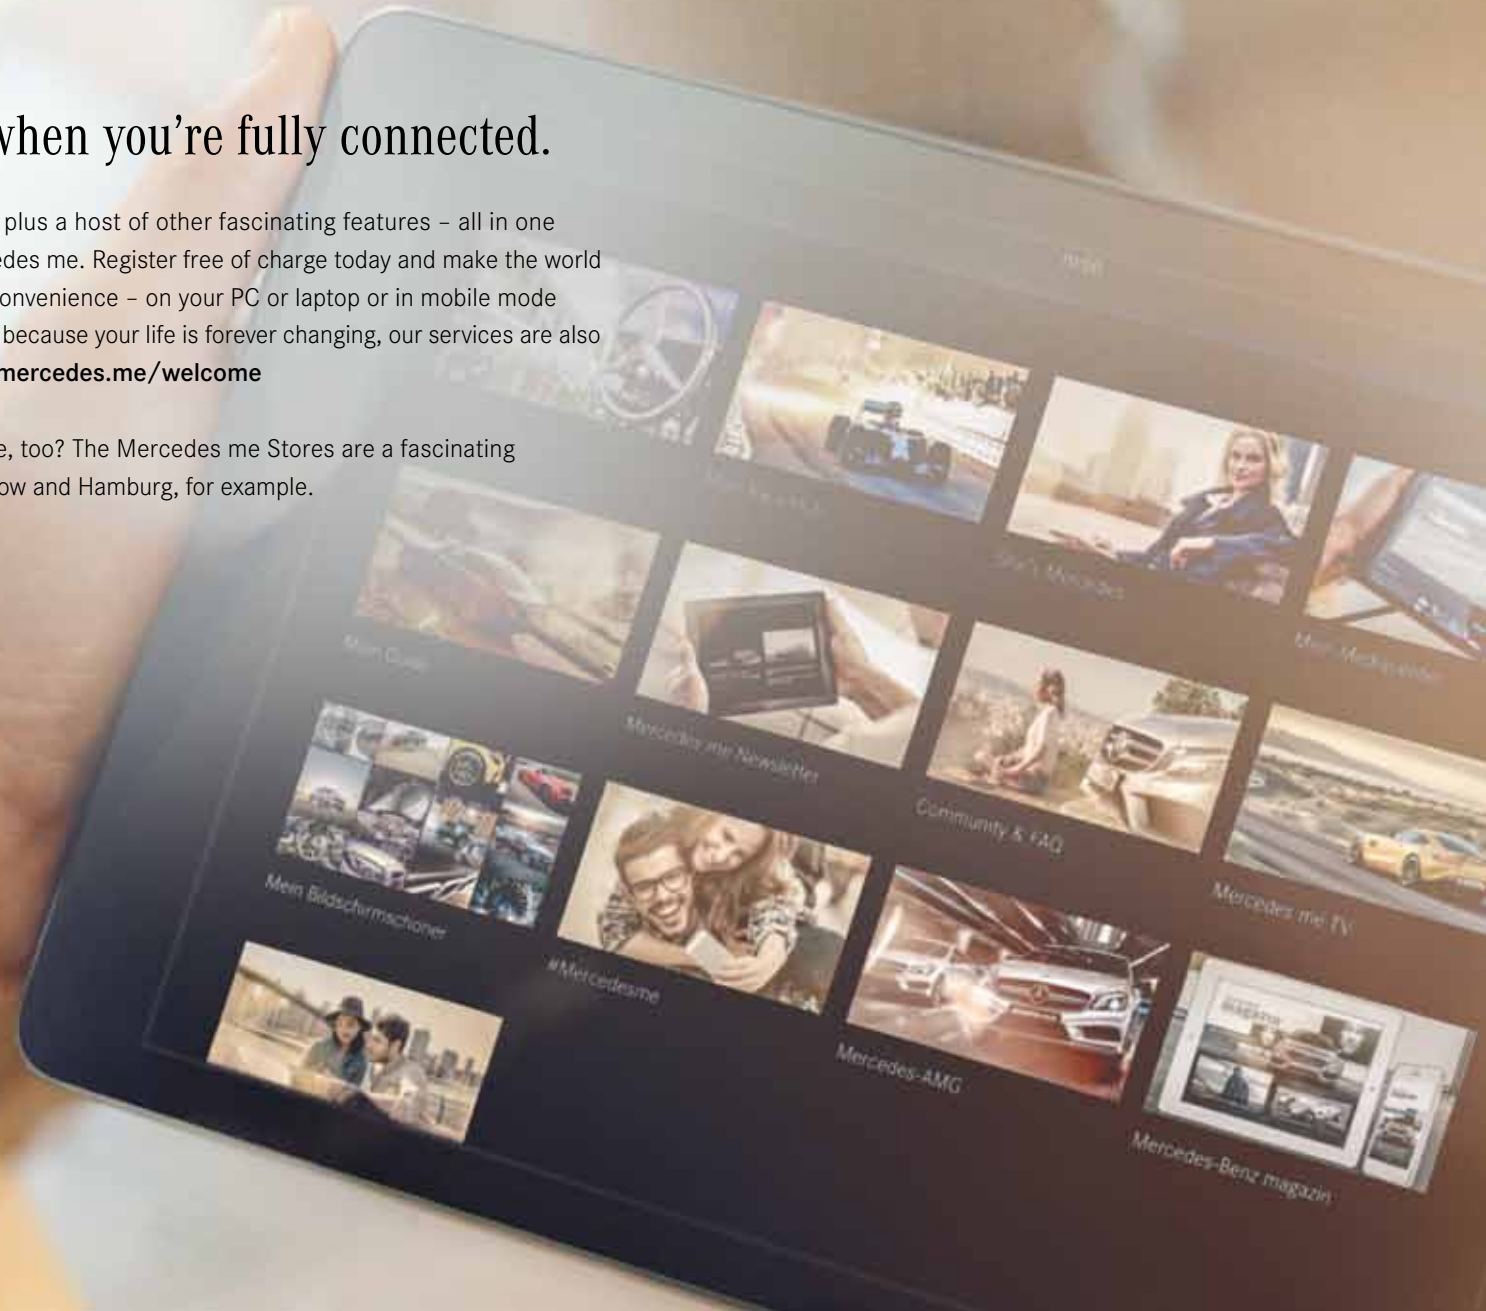 when you're fully connected.
plus a host of other fascinating features – all in one
edes me. Register free of charge today and make the world
onvenience – on your PC or laptop or in mobile mode
because your life is forever changing, our services are also
mercedes.me/welcome
e, too? The Mercedes me Stores are a fascinating
ow and Hamburg, for example.
She's Mercedes
Mein
Mercedes me Newsletter
Community & FAQ
Mercedes me TV
Mein Bildschirmschoner
#Mercedesme
Mercedes-AMG
magazin
Mercedes-Benz magazin